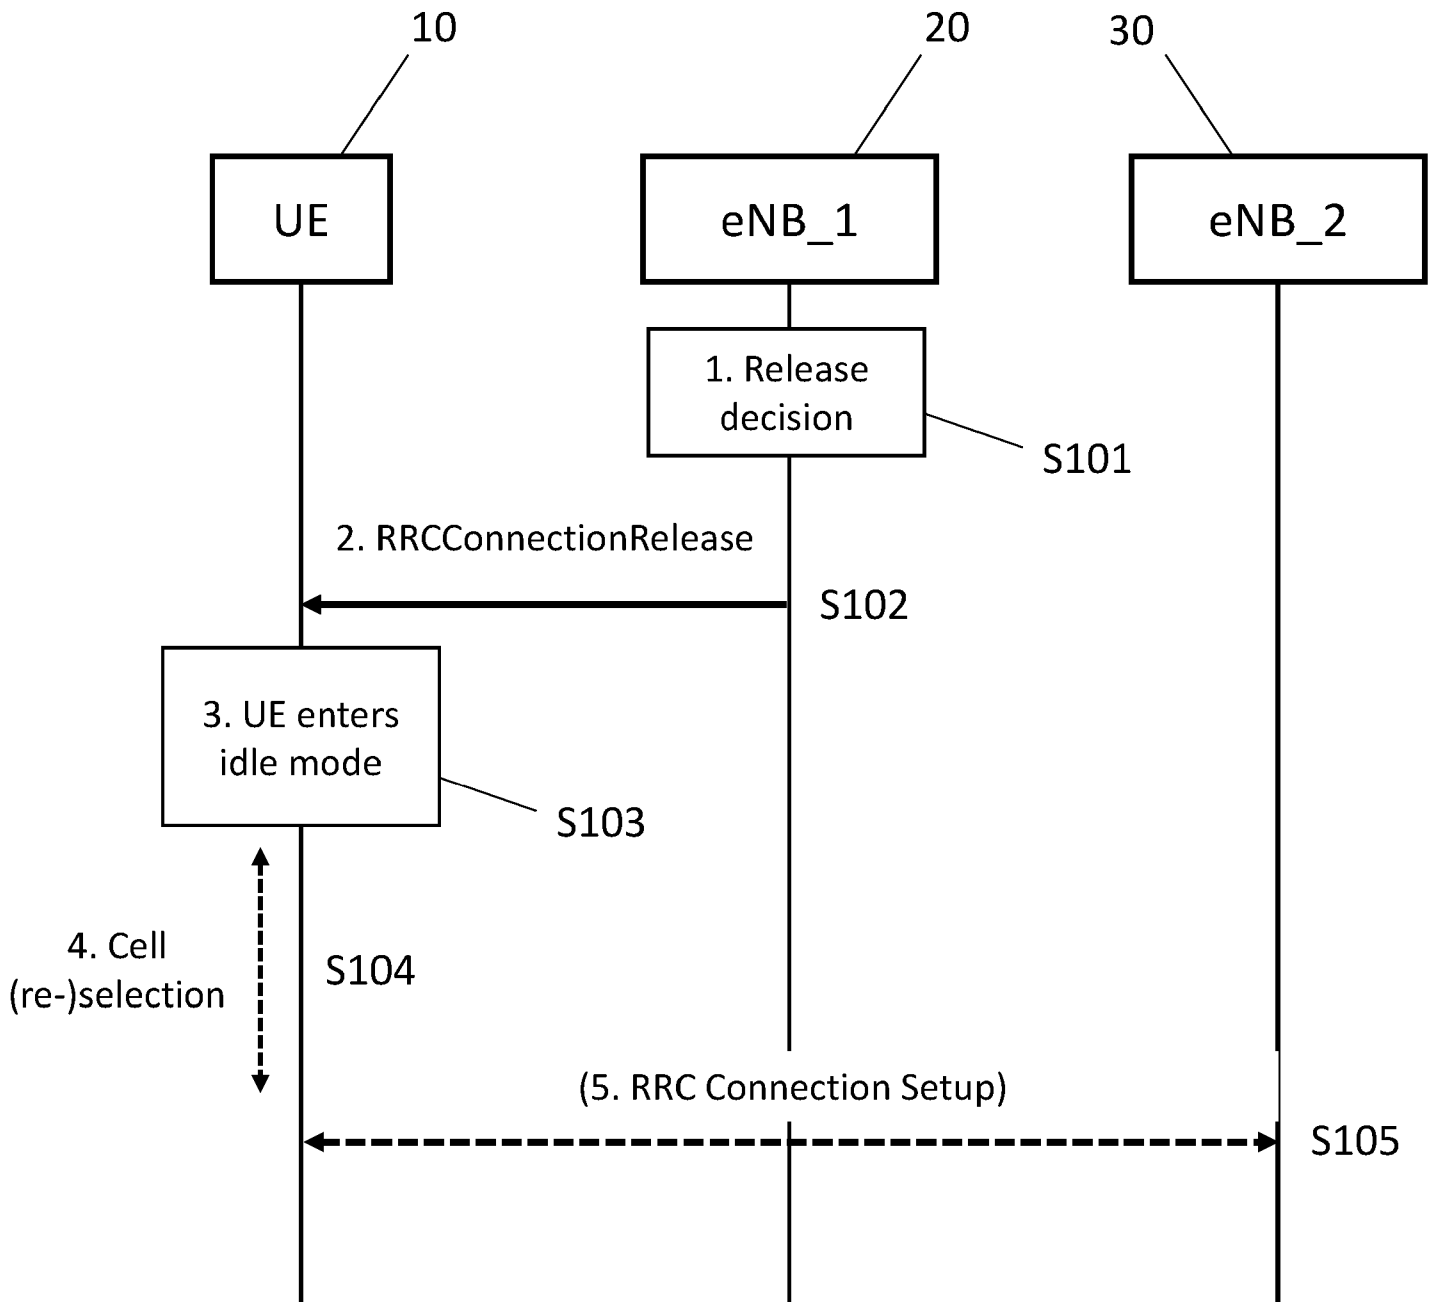 10
20
30
UE
eNB_1
eNB_2
1. Release
decision
S101
2. RRCConnectionRelease
S102
3. UE enters
idle mode
S103
4. Cell
(re-)selection
S104
(5. RRC Connection Setup)
S105